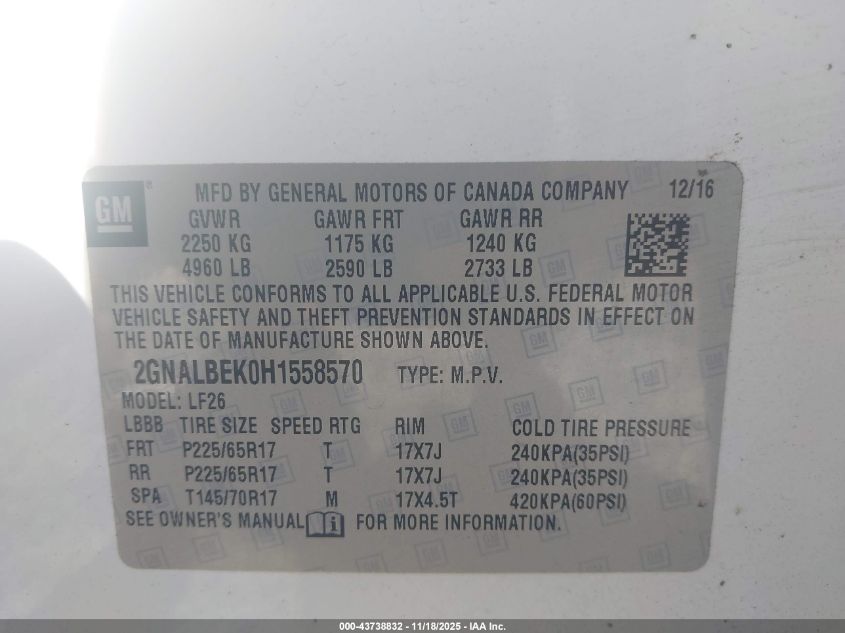 GM ® MFD BY GENERAL MOTORS OF CANADA COMPANY 12/16
GVWR GAWR FRT GAWR RR
2250 KG 1175 KG 1240 KG
4960 LB 2590 LB 2733 LB
THIS VEHICLE CONFORMS TO ALL APPLICABLE U.S. FEDERAL MOTOR
VEHICLE SAFETY AND THEFT PREVENTION STANDARDS IN EFFECT ON
THE DATE OF MANUFACTURE SHOWN ABOVE.
2GNALBEK0H1558570 TYPE: M.P.V.
MODEL: LF26
LBBB TIRE SIZE SPEED RTG RIM COLD TIRE PRESSURE
FRT P225/65R17 T 17X7J 240KPA(35PSI)
RR P225/65R17 T 17X7J 240KPA(35PSI)
SPA T145/70R17 M 17X4.5T 420KPA(60PSI)
SEE OWNER'S MANUAL FOR MORE INFORMATION.
000-43738832 - 11/18/2025 - IAA Inc.